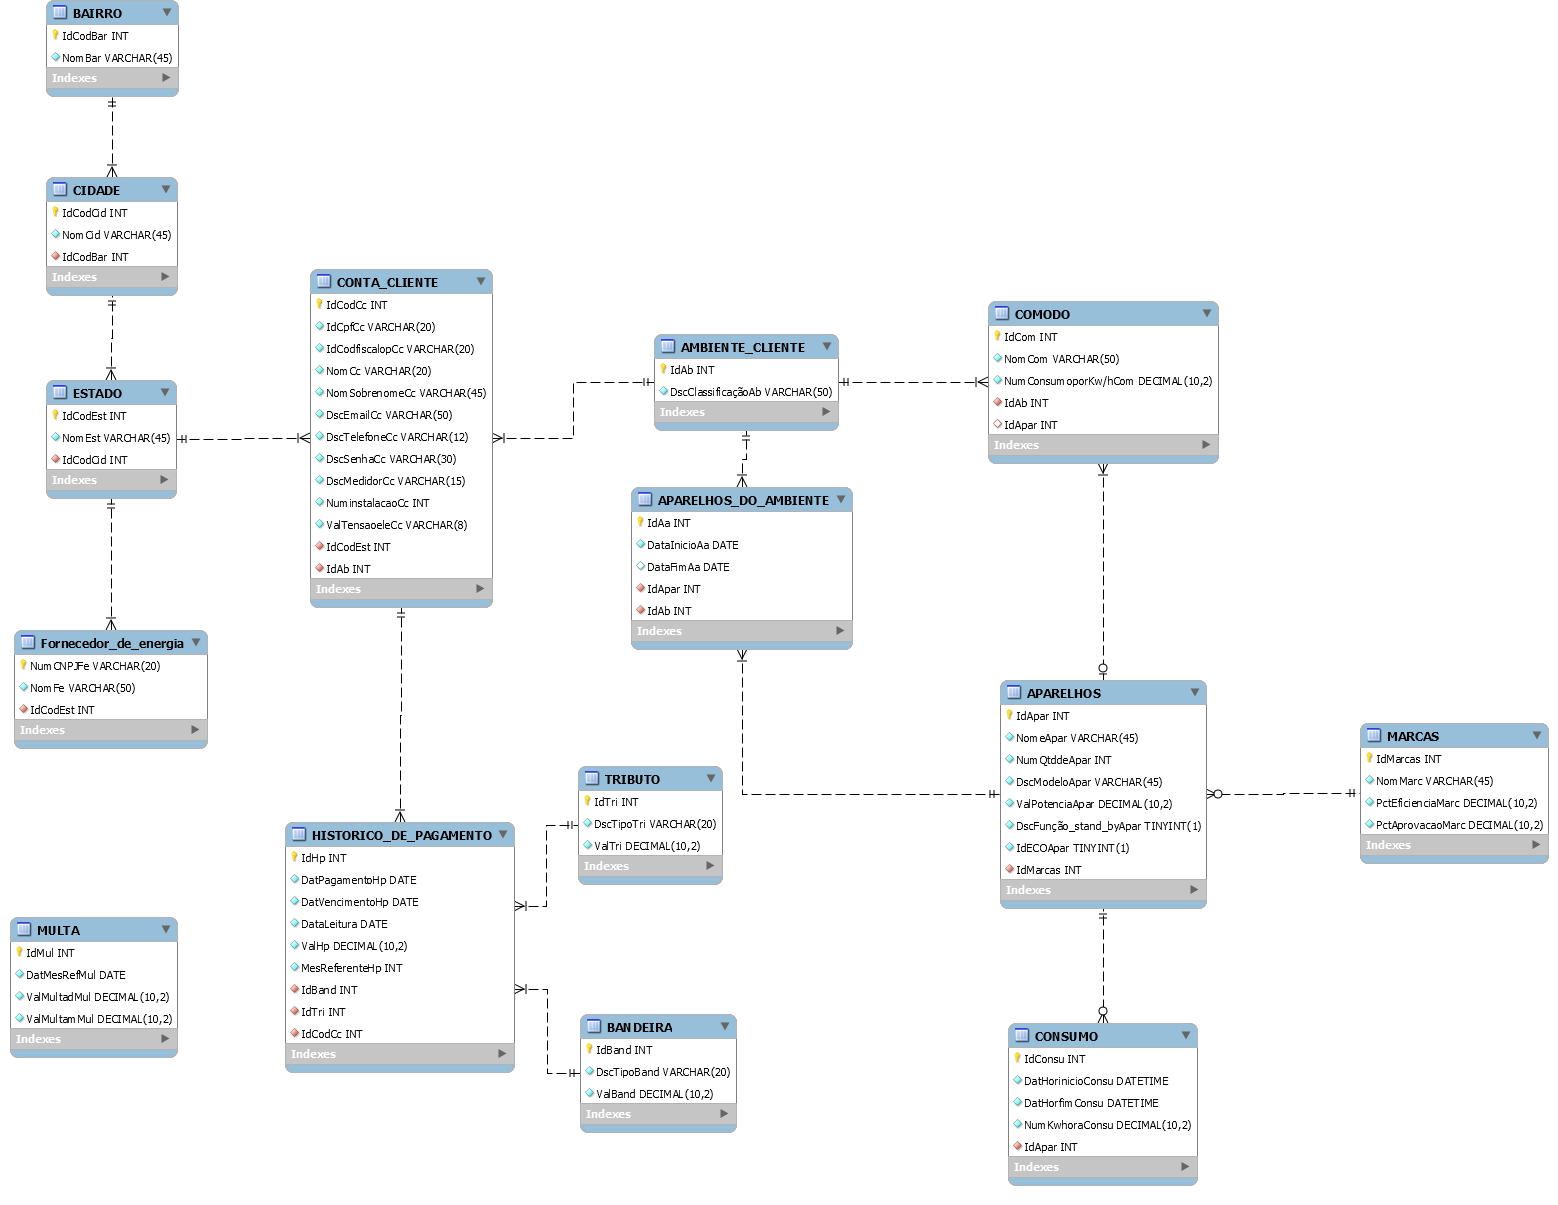 BAIRRO
IdCodBar INT
NomBar VARCHAR(45)
Indexes
CIDADE
IdCodCid INT
NomCid VARCHAR(45)
IdCodBar INT
Indexes
ESTADO
IdCodEst INT
NomEst VARCHAR(45)
IdCodCid INT
Indexes
Fornecedor_de_energia
NumCNPJFe VARCHAR(20)
NomFe VARCHAR(50)
IdCodEst INT
Indexes
MULTA
IdMul INT
DatMesRefMul DATE
ValMultadMul DECIMAL(10,2)
ValMultamMul DECIMAL(10,2)
Indexes
CONTA_CLIENTE
IdCodCc INT
IdCpfCc VARCHAR(20)
IdCodfiscalopCc VARCHAR(20)
NomCc VARCHAR(20)
NomSobrenomeCc VARCHAR(45)
DscEmailCc VARCHAR(50)
DscTelefoneCc VARCHAR(12)
DscSenhaCc VARCHAR(30)
DscMedidorCc VARCHAR(15)
NuminstalacaoCc INT
ValTensaoeleCc VARCHAR(8)
IdCodEst INT
IdAb INT
Indexes
HISTORICO_DE_PAGAMENTO
IdHp INT
DatPagamentoHp DATE
DatVencimentoHp DATE
DataLeitura DATE
ValHp DECIMAL(10,2)
MesReferenteHp INT
IdBand INT
IdTri INT
IdCodCc INT
Indexes
AMBIENTE_CLIENTE
IdAb INT
DscClassificaçãoAb VARCHAR(50)
Indexes
APARELHOS_DO_AMBIENTE
IdAa INT
DataInicioAa DATE
DataFimAa DATE
IdApar INT
IdAb INT
Indexes
TRIBUTO
IdTri INT
DscTipoTri VARCHAR(20)
ValTri DECIMAL(10,2)
Indexes
BANDEIRA
IdBand INT
DscTipoBand VARCHAR(20)
ValBand DECIMAL(10,2)
Indexes
COMODO
IdCom INT
NomCom VARCHAR(50)
NumConsumoporKw/hCom DECIMAL(10,2)
IdAb INT
IdApar INT
Indexes
APARELHOS
IdApar INT
NomeApar VARCHAR(45)
NumQtddeApar INT
DscModeloApar VARCHAR(45)
ValPotenciaApar DECIMAL(10,2)
DscFunção_stand_byApar TINYINT(1)
IdECOApar TINYINT(1)
IdMarcas INT
Indexes
CONSUMO
IdConsu INT
DatHorinicioConsu DATETIME
DatHorfimConsu DATETIME
NumKwhoraConsu DECIMAL(10,2)
IdApar INT
Indexes
MARCAS
IdMarcas INT
NomMarc VARCHAR(45)
PctEficienciaMarc DECIMAL(10,2)
PctAprovacaoMarc DECIMAL(10,2)
Indexes